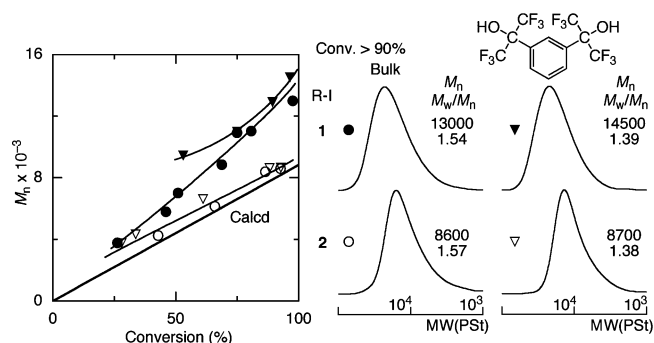 16
8
0
Mn x 10−3
Calcd
0
50
100
Conversion (%)
Conv. > 90%
Bulk
R-I
Mn
Mw/Mn
1
13000
1.54
2
8600
1.57
104
103
MW(PSt)
CF3
CF3
HO
C
C
OH
CF3
CF3
Mn
Mw/Mn
14500
1.39
8700
1.38
104
103
MW(PSt)